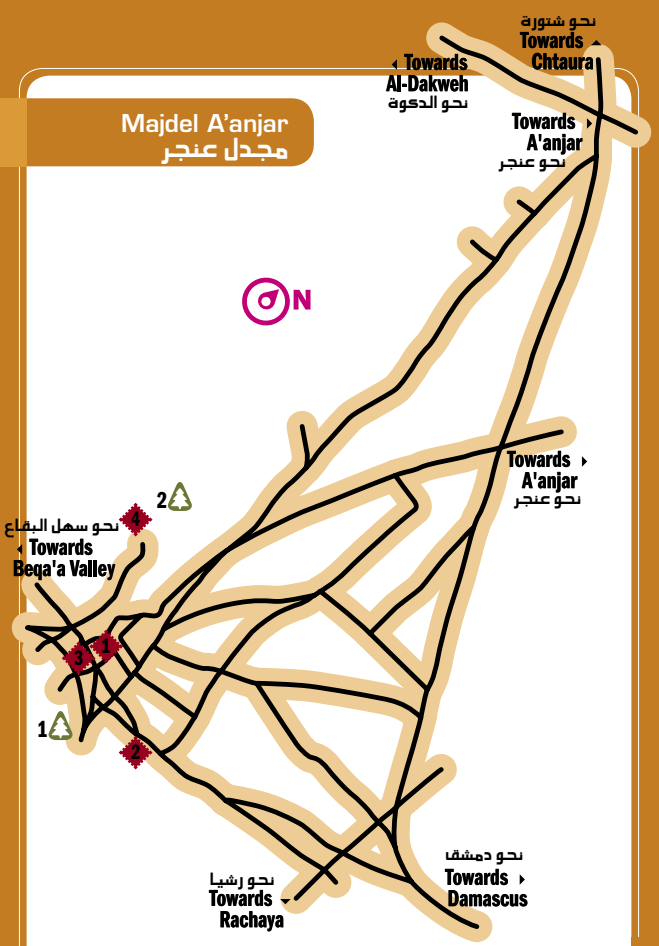 نحو شتورة
Towards
Chtaura
Towards
Al-Dakweh
نحو الدكوة
Majdel A'anjar
مجدل عنجر
Towards
A'anjar
نحو عنجر
N
Towards
A'anjar
نحو عنجر
2
4
نحو سهل البقاع
Towards
Beqa'a Valley
1
3
1
2
نحو دمشق
Towards
Damascus
نحو رشيا
Towards
Rachaya